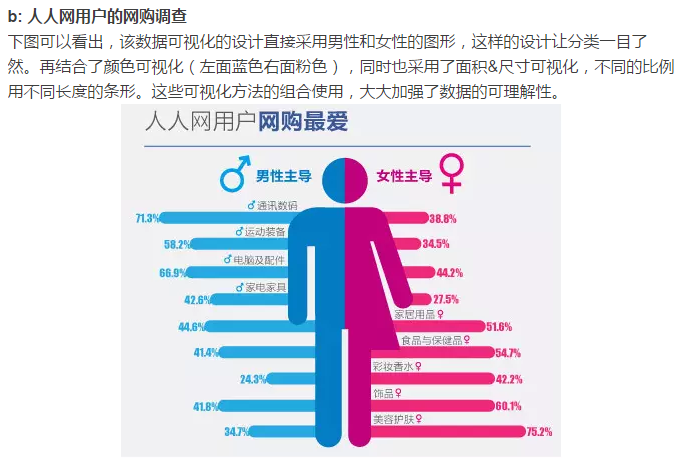 b: 人人网用户的网购调查
下图可以看出，该数据可视化的设计直接采用男性和女性的图形，这样的设计让分类一目了
然。再结合了颜色可视化（左面蓝色右面粉色），同时也采用了面积&尺寸可视化，不同的比例
用不同长度的条形。这些可视化方法的组合使用，大大加强了数据的可理解性。
人人网用户网购最爱
♂ 男性主导 女性主导 ♀
♂通讯数码
71.3% 38.8%
♂运动装备
58.2% 34.5%
♂电脑及配件
66.9% 44.2%
♂家电家具
42.6% 27.5%
家居用品♀
44.6% 51.6%
食品与保健品♀
41.4% 54.7%
彩妆香水♀
24.3% 42.2%
饰品♀
41.8% 60.1%
美容护肤♀
34.7% 75.2%